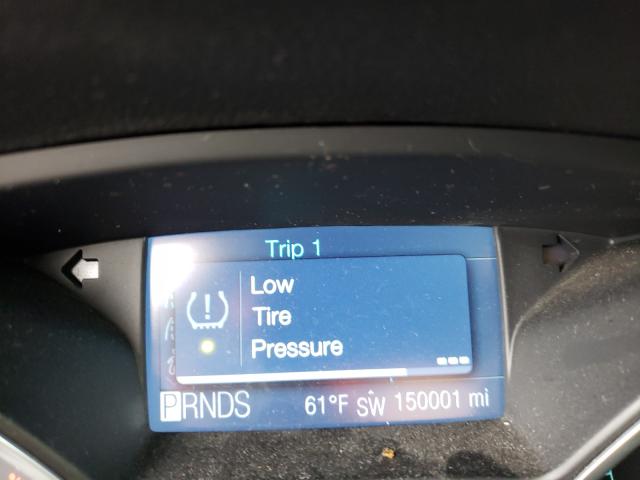 Trip 1
Low
Tire
Pressure
PRNDS 61°F SW 150001 mi